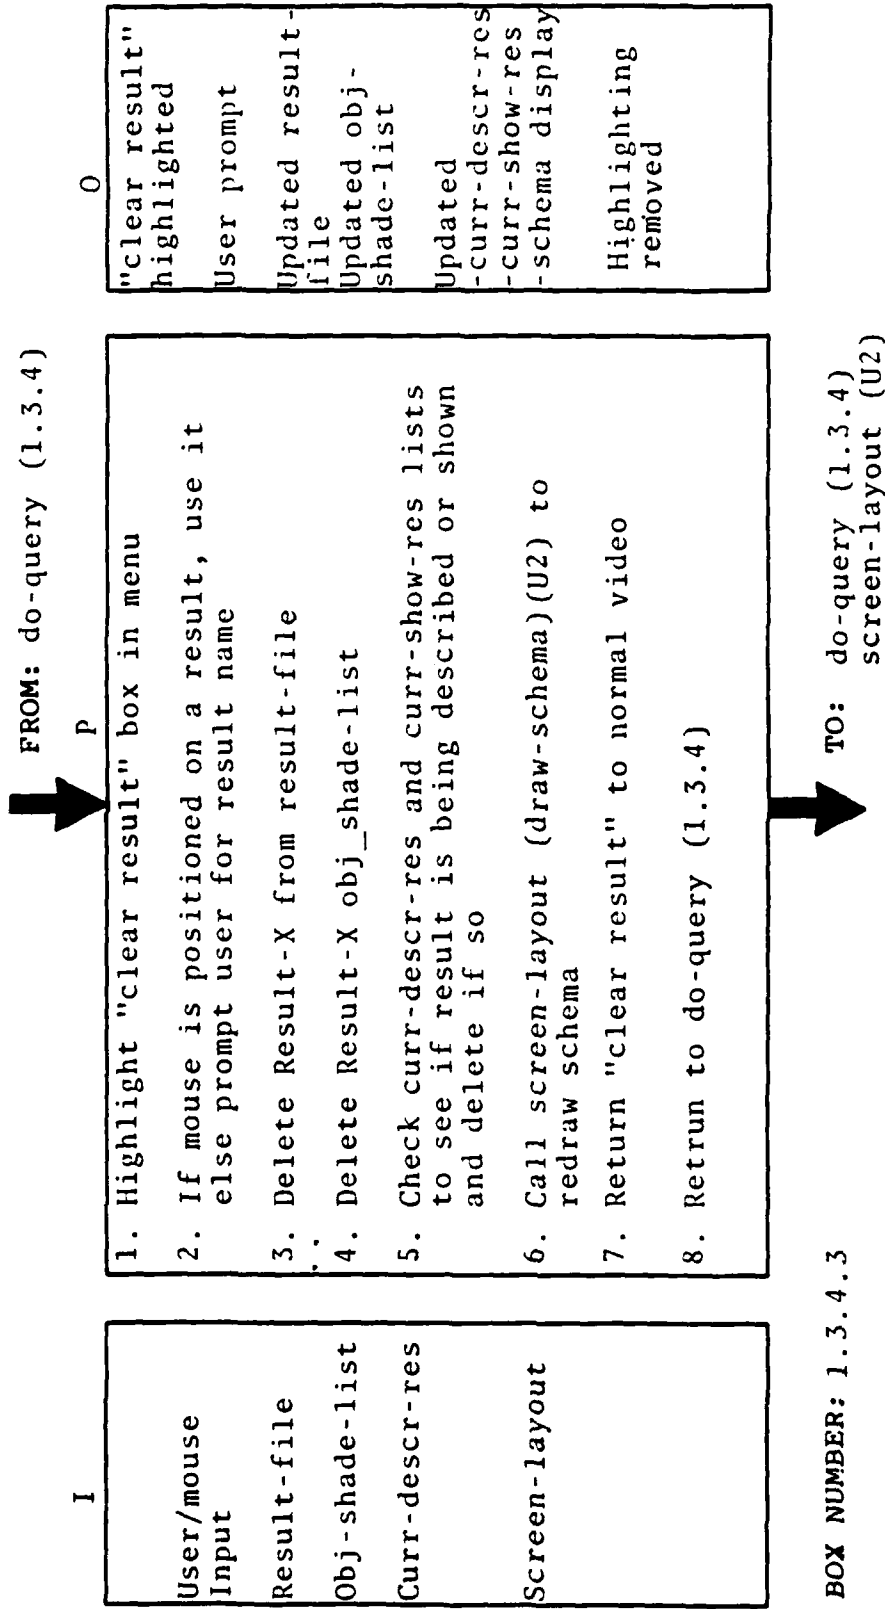 FROM: do-query (1.3.4)
I
User/mouse
Input
Result-file
Obj-shade-list
Curr-descr-res
Screen-layout
P
1. Highlight "clear result" box in menu
2. If mouse is positioned on a result, use it
else prompt user for result name
3. Delete Result-X from result-file
4. Delete Result-X obj_shade-list
5. Check curr-descr-res and curr-show-res lists
to see if result is being described or shown
and delete if so
6. Call screen-layout (draw-schema)(U2) to
redraw schema
7. Return "clear result" to normal video
8. Retrun to do-query (1.3.4)
O
"clear result"
highlighted
User prompt
Updated result-
file
Updated obj-
shade-list
Updated
-curr-descr-res
-curr-show-res
-schema display
Highlighting
removed
BOX NUMBER: 1.3.4.3
TO: do-query (1.3.4)
screen-layout (U2)